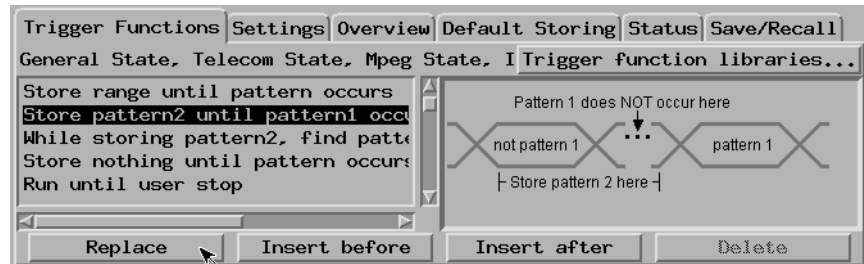 Trigger Functions Settings Overview Default Storing Status Save/Recall
General State, Telecom State, Mpeg State, I Trigger function libraries...
Store range until pattern occurs
Store pattern2 until pattern1 occu
While storing pattern2, find patte
Store nothing until pattern occurs
Run until user stop
Pattern 1 does NOT occur here
not pattern 1 ... pattern 1
Store pattern 2 here
Replace Insert before Insert after Delete